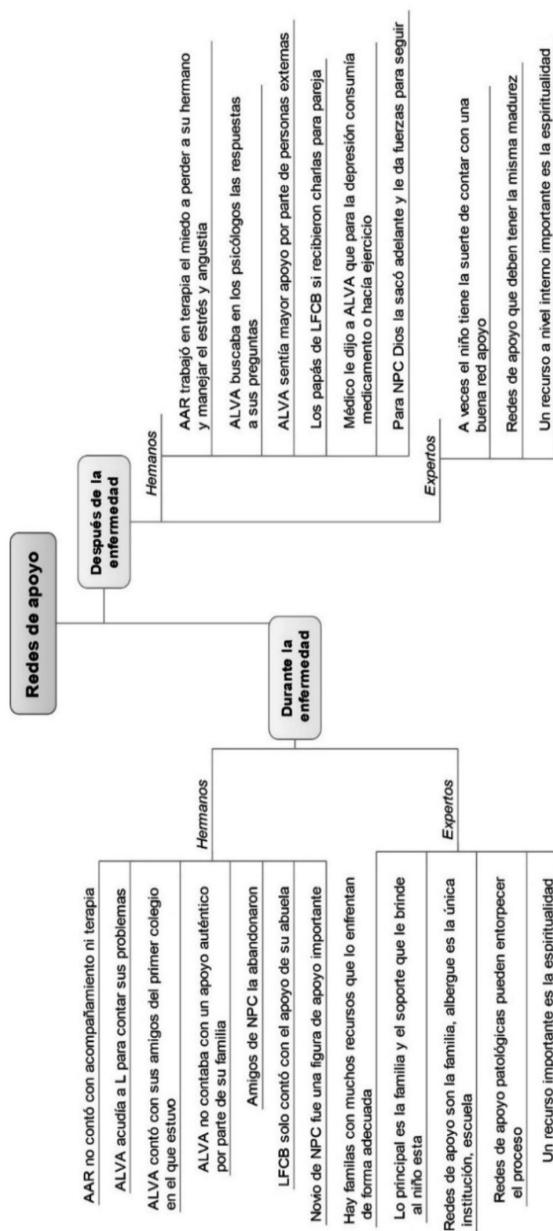 Redes de apoyo
Durante la
enfermedad
Hermanos
AAR no contó con acompañamiento ni terapia
ALVA acudía a L para contar sus problemas
ALVA contó con sus amigos del primer colegio
en el que estuvo
ALVA no contaba con un apoyo auténtico
por parte de su familia
Amigos de NPC la abandonaron
LFCB solo contó con el apoyo de su abuela
Novio de NPC fue una figura de apoyo importante
Expertos
Hay familas con muchos recursos que lo enfrentan
de forma adecuada
Lo principal es la familia y el soporte que le brinde
al niño esta
Redes de apoyo son la familia, albergue es la única
institución, escuela
Redes de apoyo patológicas pueden entorpecer
el proceso
Un recurso importante es la espiritualidad
Después de la
enfermedad
Hemanos
AAR trabajó en terapia el miedo a perder a su hermano
y manejar el estrés y angustia
ALVA buscaba en los psicólogos las respuestas
a sus preguntas
ALVA sentía mayor apoyo por parte de personas externas
Los papás de LFCB si recibieron charlas para pareja
Médico le dijo a ALVA que para la depresión consumía
medicamento o hacía ejercicio
Para NPC Dios la sacó adelante y le da fuerzas para seguir
Expertos
A veces el niño tiene la suerte de contar con una
buena red apoyo
Redes de apoyo que deben tener la misma madurez
Un recurso a nivel interno importante es la espiritualidad